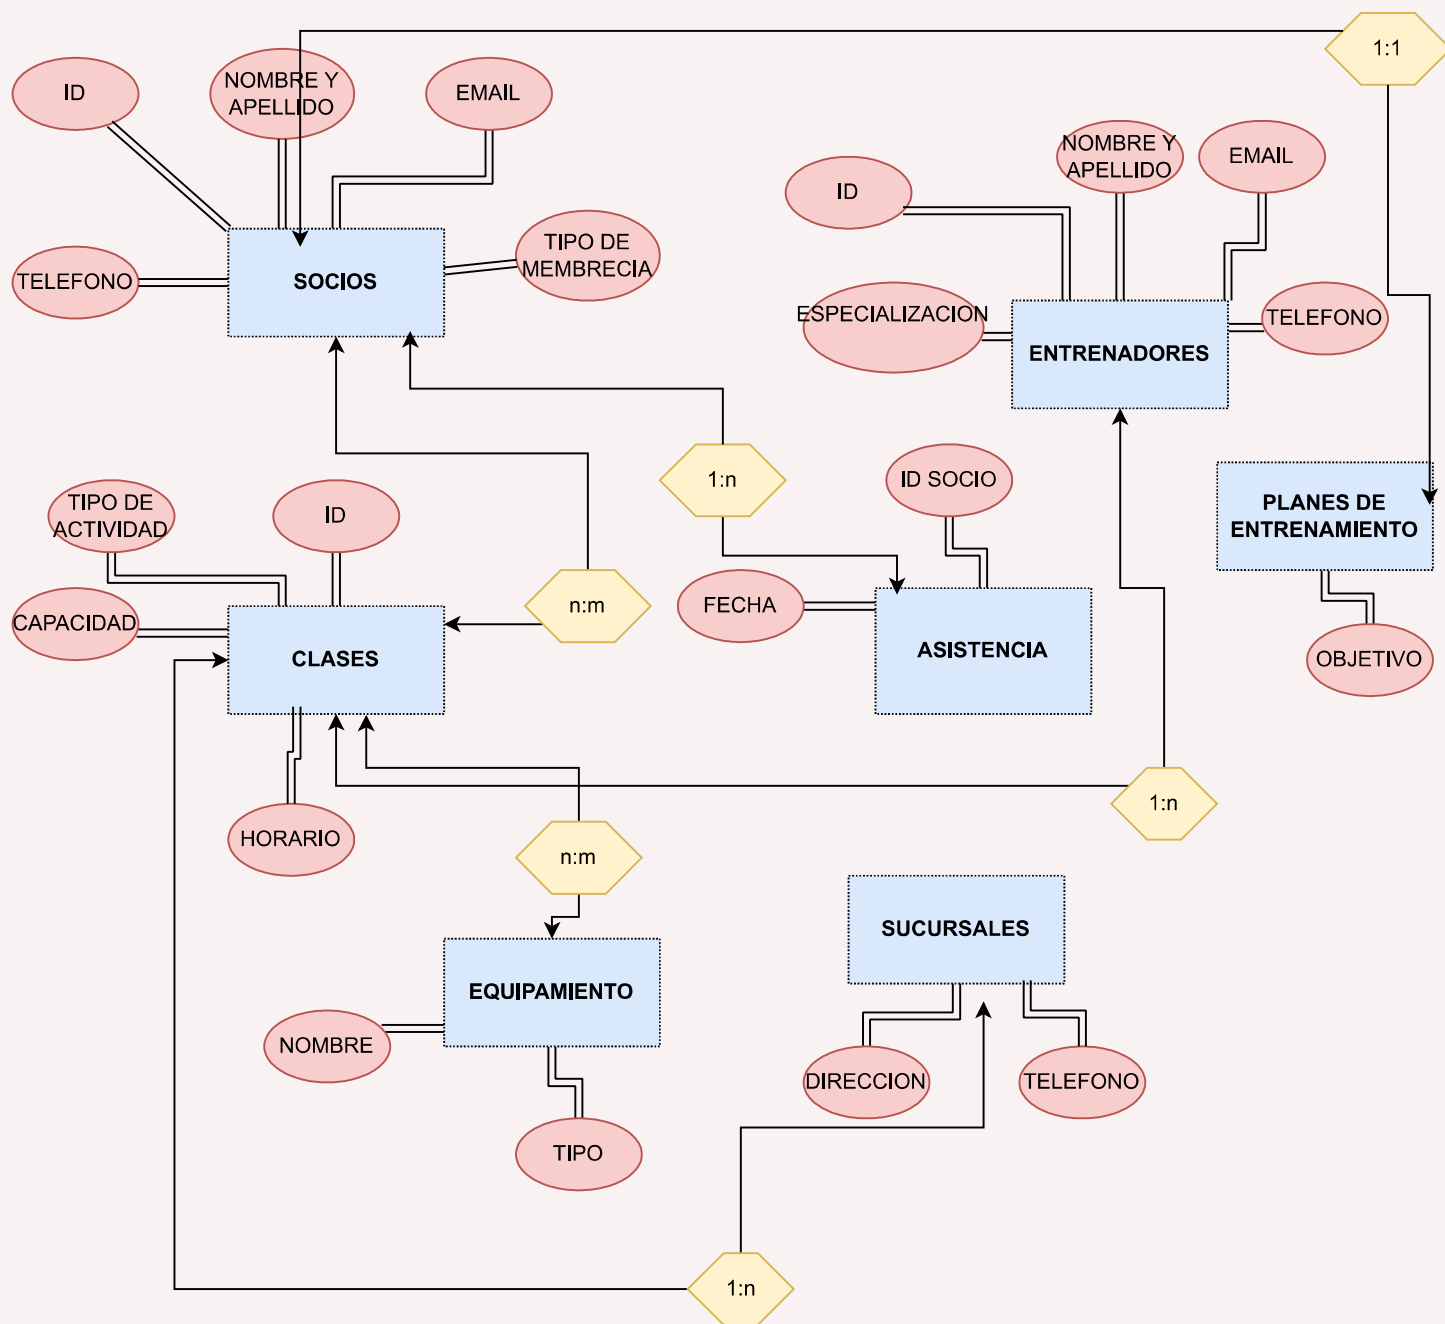 1:1
ID
NOMBRE Y
APELLIDO
EMAIL
NOMBRE Y
APELLIDO
EMAIL
ID
TIPO DE
MEMBRECIA
TELEFONO
SOCIOS
ESPECIALIZACION
TELEFONO
ENTRENADORES
1:n
ID SOCIO
TIPO DE
ACTIVIDAD
ID
PLANES DE
ENTRENAMIENTO
n:m
FECHA
CAPACIDAD
CLASES
ASISTENCIA
OBJETIVO
1:n
HORARIO
n:m
SUCURSALES
EQUIPAMIENTO
NOMBRE
DIRECCION
TELEFONO
TIPO
1:n